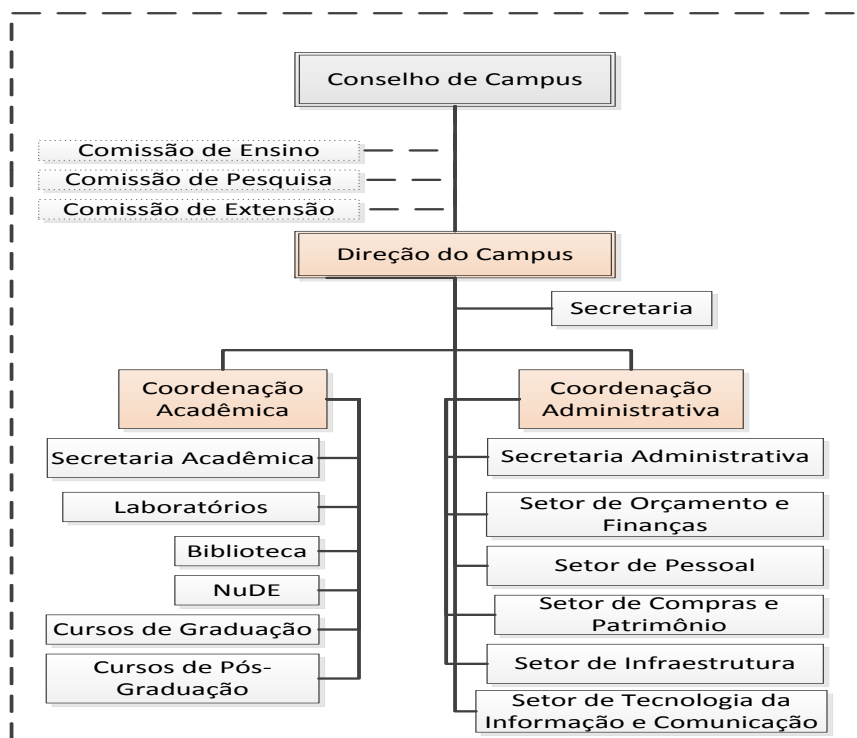 Conselho de Campus
Comissão de Ensino
Comissão de Pesquisa
Comissão de Extensão
Direção do Campus
Secretaria
Coordenação
Acadêmica
Secretaria Acadêmica
Laboratórios
Biblioteca
NuDE
Cursos de Graduação
Cursos de Pós-
Graduação
Coordenação
Administrativa
Secretaria Administrativa
Setor de Orçamento e
Finanças
Setor de Pessoal
Setor de Compras e
Patrimônio
Setor de Infraestrutura
Setor de Tecnologia da
Informação e Comunicação